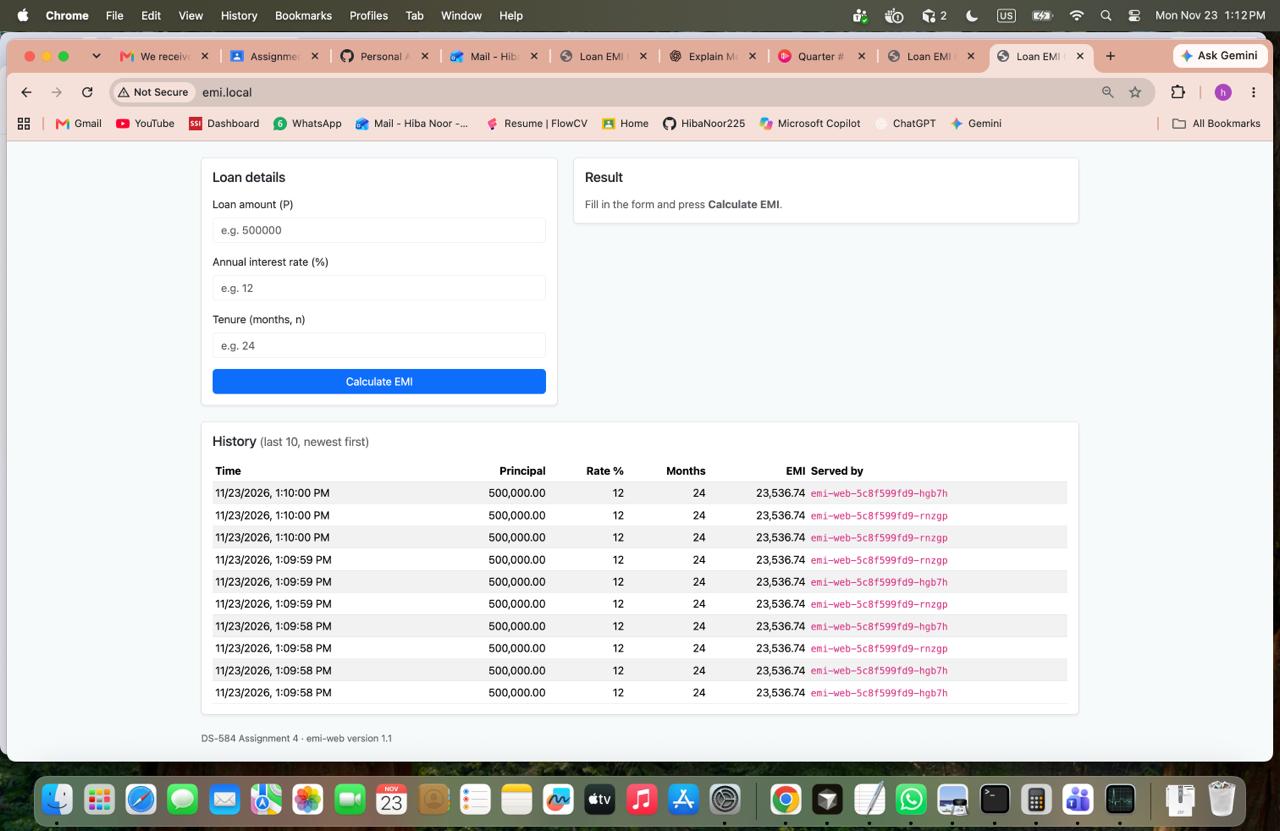 Chrome File Edit View History Bookmarks Profiles Tab Window Help 2 US Mon Nov 23 1:12 PM
We receiv Assignme Personal A Mail - Hib Loan EMI Explain M Quarter # Loan EMI Loan EMI Ask Gemini
Not Secure emi.local h
Gmail YouTube SSI Dashboard 6 WhatsApp Mail - Hiba Noor -... Resume | FlowCV Home HibaNoor225 Microsoft Copilot ChatGPT Gemini All Bookmarks
Loan details
Loan amount (P)
e.g. 500000
Annual interest rate (%)
e.g. 12
Tenure (months, n)
e.g. 24
Calculate EMI
Result
Fill in the form and press Calculate EMI.
History (last 10, newest first)
Time Principal Rate % Months EMI Served by
11/23/2026, 1:10:00 PM 500,000.00 12 24 23,536.74 emi-web-5c8f599fd9-hgb7h
11/23/2026, 1:10:00 PM 500,000.00 12 24 23,536.74 emi-web-5c8f599fd9-rnzgp
11/23/2026, 1:10:00 PM 500,000.00 12 24 23,536.74 emi-web-5c8f599fd9-rnzgp
11/23/2026, 1:09:59 PM 500,000.00 12 24 23,536.74 emi-web-5c8f599fd9-rnzgp
11/23/2026, 1:09:59 PM 500,000.00 12 24 23,536.74 emi-web-5c8f599fd9-hgb7h
11/23/2026, 1:09:59 PM 500,000.00 12 24 23,536.74 emi-web-5c8f599fd9-rnzgp
11/23/2026, 1:09:58 PM 500,000.00 12 24 23,536.74 emi-web-5c8f599fd9-hgb7h
11/23/2026, 1:09:58 PM 500,000.00 12 24 23,536.74 emi-web-5c8f599fd9-rnzgp
11/23/2026, 1:09:58 PM 500,000.00 12 24 23,536.74 emi-web-5c8f599fd9-hgb7h
11/23/2026, 1:09:58 PM 500,000.00 12 24 23,536.74 emi-web-5c8f599fd9-hgb7h
DS-584 Assignment 4 · emi-web version 1.1
NOV
23
tv